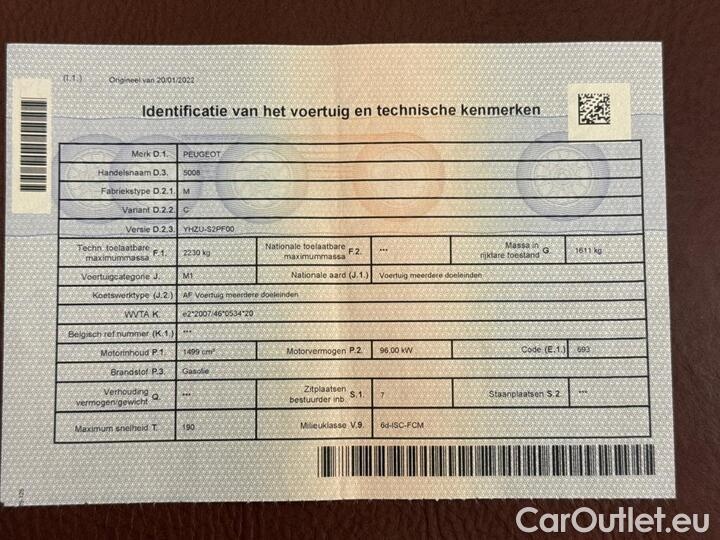 (I.1.) Origineel van 20/01/2022
Identificatie van het voertuig en technische kenmerken
Merk D.1. PEUGEOT
Handelsnaam D.3. 5008
Fabriekstype D.2.1. M
Variant D.2.2. C
Versie D.2.3. YHZU-S2PF00
Techn. toelaatbare maximummassa F.1. 2230 kg Nationale toelaatbare maximummassa F.2. *** Massa in rijklare toestand G. 1611 kg
Voertuigcategorie J. M1 Nationale aard (J.1.) Voertuig meerdere doeleinden
Koetswerktype (J.2.) AF Voertuig meerdere doeleinden
WVTA K. e2*2007/46*0534*20
Belgisch ref.nummer (K.1.) ***
Motorinhoud P.1. 1499 cm³ Motorvermogen P.2. 96,00 kW Code (E.1.) 693
Brandstof P.3. Gasolie
Verhouding vermogen/gewicht Q. *** Zitplaatsen bestuurder inb. S.1. 7 Staanplaatsen S.2 ***
Maximum snelheid T. 190 Milieuklasse V.9. 6d-ISC-FCM
CarOutlet.eu